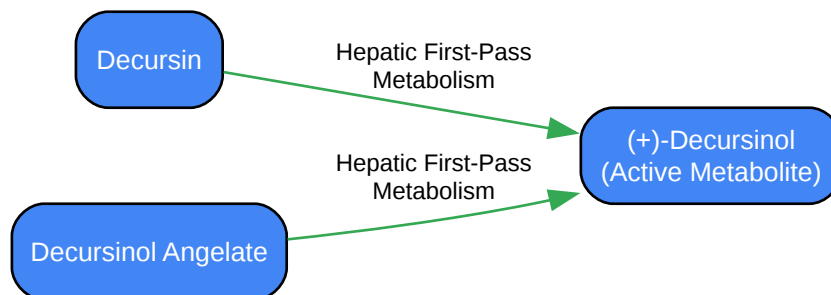 Decursin
Hepatic First-Pass
Metabolism
(+)-Decursinol
(Active Metabolite)
Hepatic First-Pass
Metabolism
Decursinol Angelate